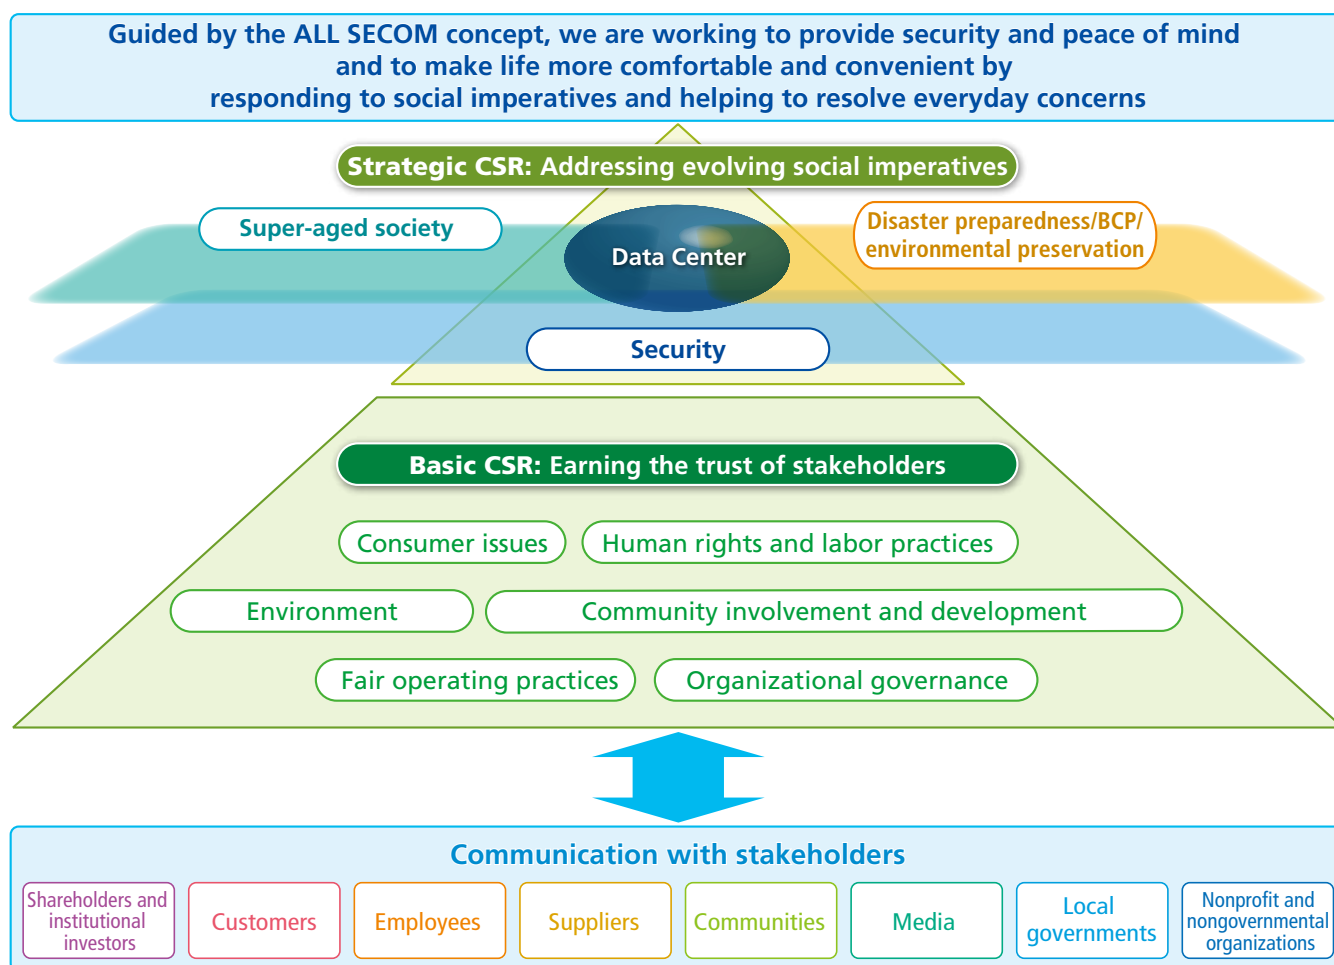 Guided by the ALL SECOM concept, we are working to provide security and peace of mind
and to make life more comfortable and convenient by
responding to social imperatives and helping to resolve everyday concerns
Strategic CSR: Addressing evolving social imperatives
Super-aged society
Disaster preparedness/BCP/
environmental preservation
Data Center
Security
Basic CSR: Earning the trust of stakeholders
Consumer issues
Human rights and labor practices
Environment
Community involvement and development
Fair operating practices
Organizational governance
Communication with stakeholders
Shareholders and
institutional
investors
Customers
Employees
Suppliers
Communities
Media
Local
governments
Nonprofit and
nongovernmental
organizations